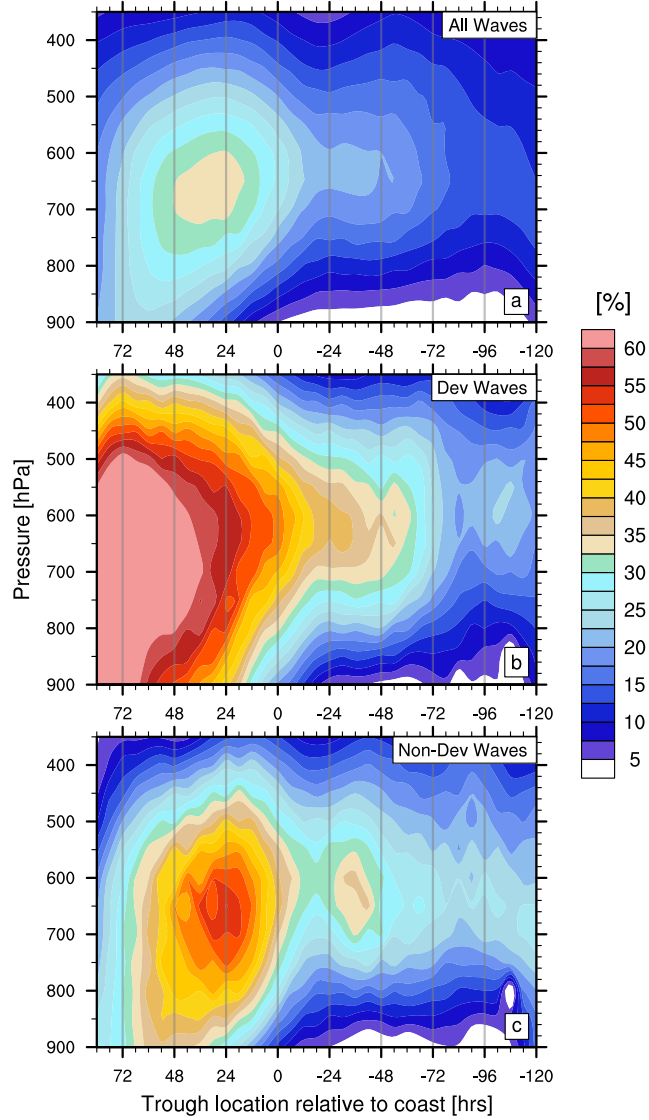 All Waves
400
500
600
700
800
900
a
72 48 24 0 -24 -48 -72 -96 -120
Dev Waves
400
500
600
700
800
900
Pressure [hPa]
b
72 48 24 0 -24 -48 -72 -96 -120
Non-Dev Waves
400
500
600
700
800
900
c
72 48 24 0 -24 -48 -72 -96 -120
Trough location relative to coast [hrs]
[%]
60
55
50
45
40
35
30
25
20
15
10
5